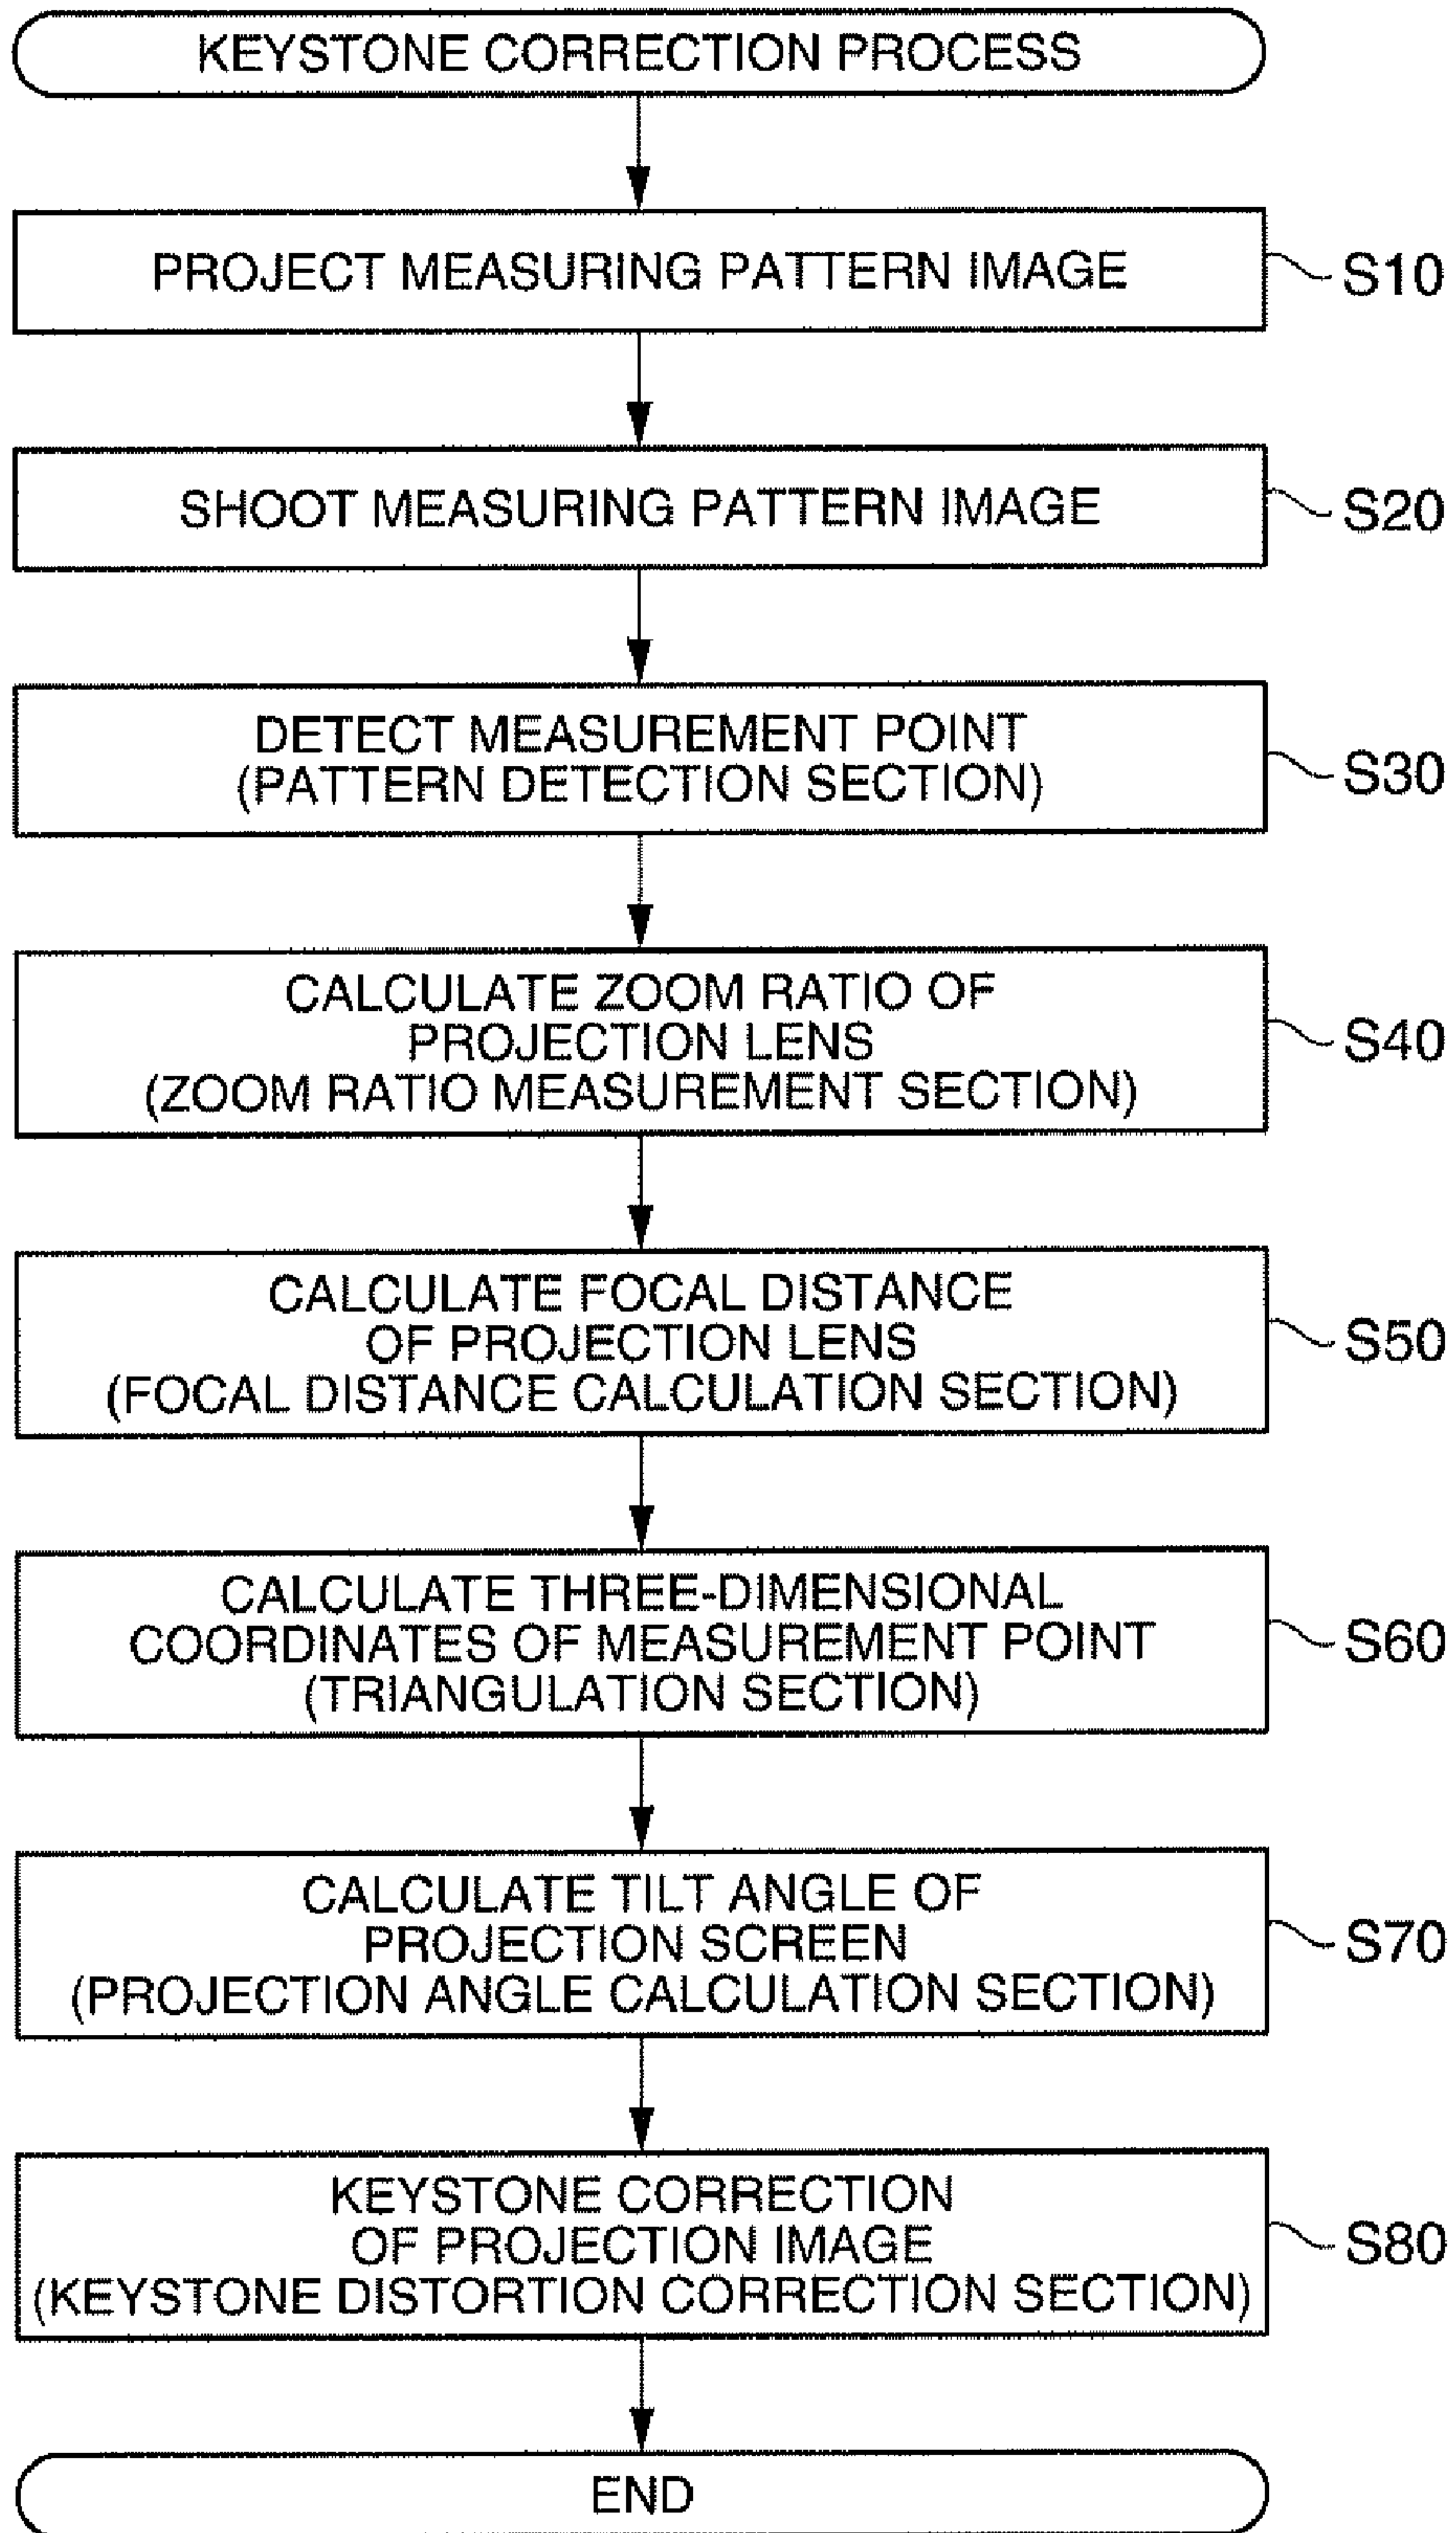 KEYSTONE CORRECTION PROCESS
PROJECT MEASURING PATTERN IMAGE
S10
SHOOT MEASURING PATTERN IMAGE
S20
DETECT MEASUREMENT POINT
(PATTERN DETECTION SECTION)
S30
CALCULATE ZOOM RATIO OF
PROJECTION LENS
(ZOOM RATIO MEASUREMENT SECTION)
S40
CALCULATE FOCAL DISTANCE
OF PROJECTION LENS
(FOCAL DISTANCE CALCULATION SECTION)
S50
CALCULATE THREE-DIMENSIONAL
COORDINATES OF MEASUREMENT POINT
(TRIANGULATION SECTION)
S60
CALCULATE TILT ANGLE OF
PROJECTION SCREEN
(PROJECTION ANGLE CALCULATION SECTION)
S70
KEYSTONE CORRECTION
OF PROJECTION IMAGE
(KEYSTONE DISTORTION CORRECTION SECTION)
S80
END